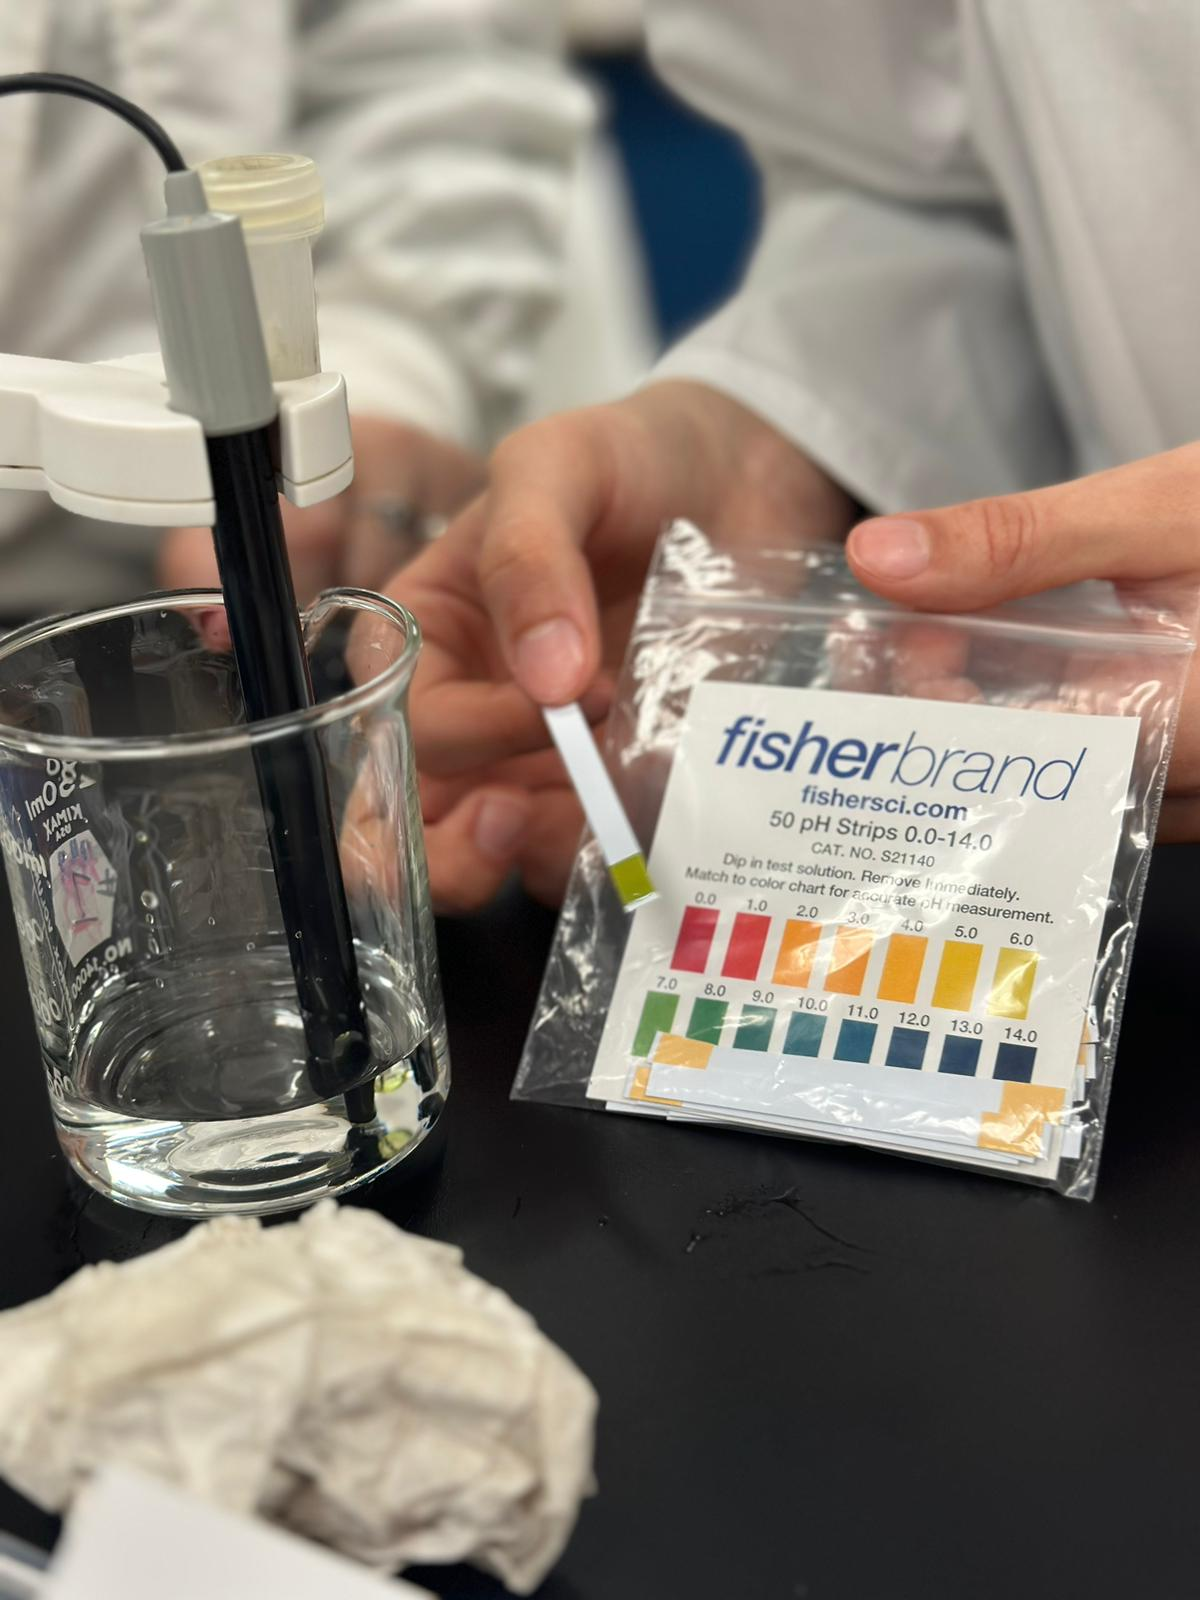 fisherbrand
fishersci.com
50 pH Strips 0.0-14.0
CAT. NO. S21140
Dip in test solution. Remove Immediately.
Match to color chart for accurate pH measurement.
0.0 1.0 2.0 3.0 4.0 5.0 6.0
7.0 8.0 9.0 10.0 11.0 12.0 13.0 14.0
KIMAX
USA